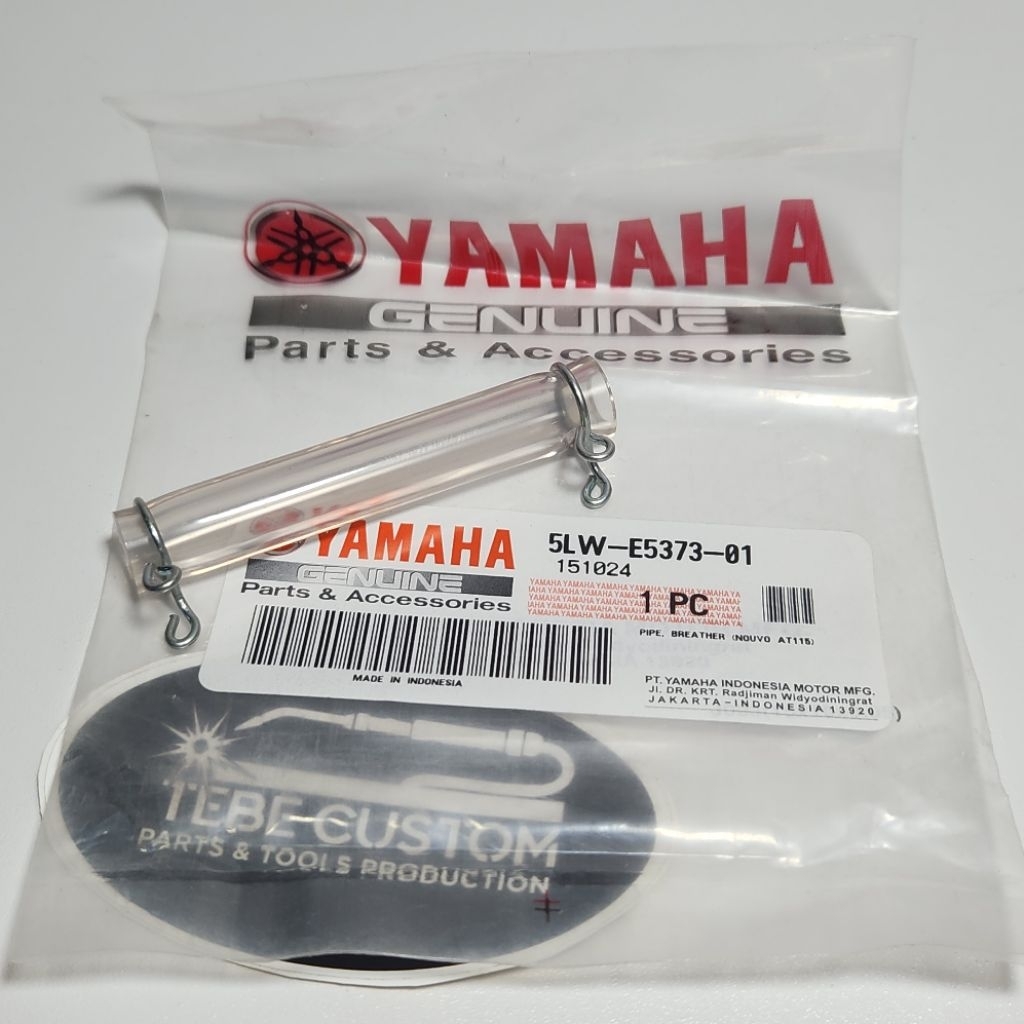 YAMAHA
GENUINE
Parts & Accessories
YAMAHA
GENUINE
Parts & Accessories
MADE IN INDONESIA
5LW-E5373-01
151024
1 PC
PIPE, BREATHER (NOUVO AT115)
PT. YAMAHA INDONESIA MOTOR MFG.
Jl. DR. KRT. Radjiman Widyodiningrat
JAKARTA-INDONESIA 13920
TEBE CUSTOM
PARTS & TOOLS PRODUCTION